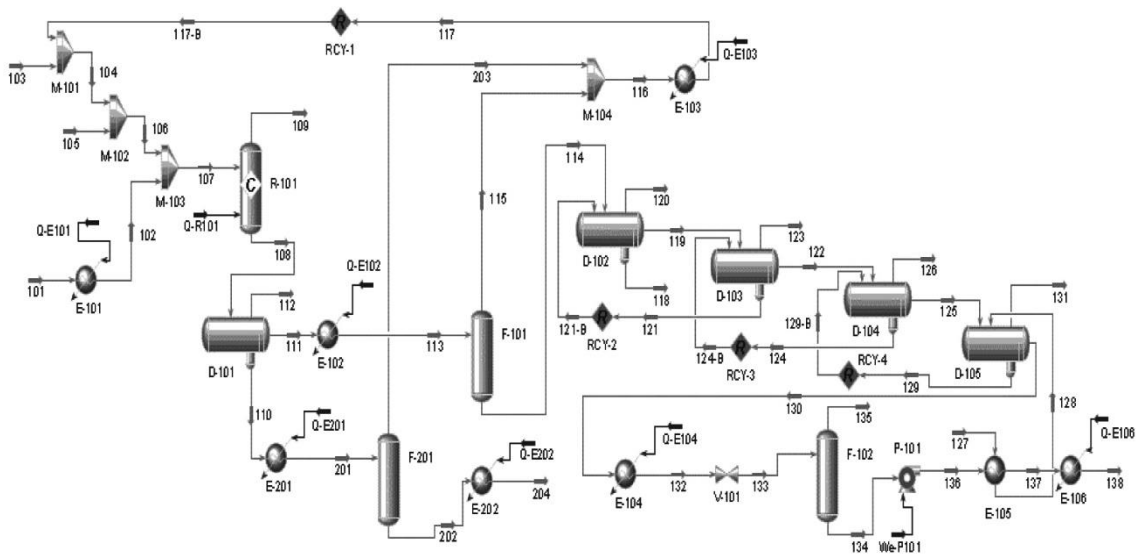 117-B
RCY-1
117
Q-E103
103
M-101
104
203
M-104
116
E-103
105
M-102
106
109
114
M-103
107
R-101
C
115
120
Q-E101
102
Q-R101
119
123
D-102
122
126
108
Q-E102
118
D-103
131
101
E-101
112
129-B
D-104
125
F-101
121-B
121
111
113
RCY-2
124-B
124
RCY-4
D-101
E-102
RCY-3
129
D-105
130
128
110
Q-E201
135
Q-E104
127
P-101
Q-E106
Q-E202
F-102
201
F-201
E-201
204
132
133
136
137
138
E-202
E-104
V-101
E-105
E-106
202
134
We-P101
R
R
R
R